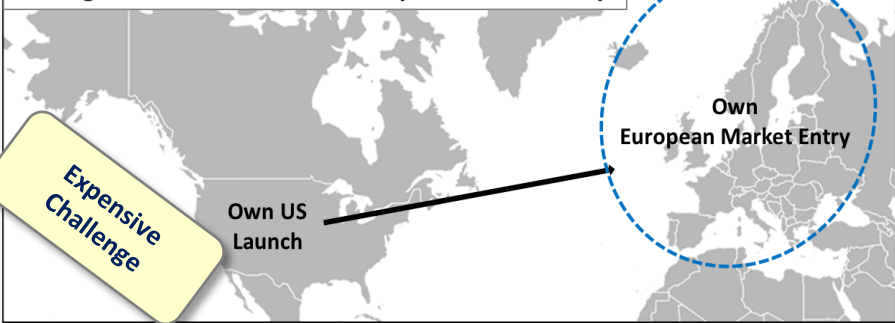 Own
European Market Entry
Own US
Launch
Expensive
Challenge